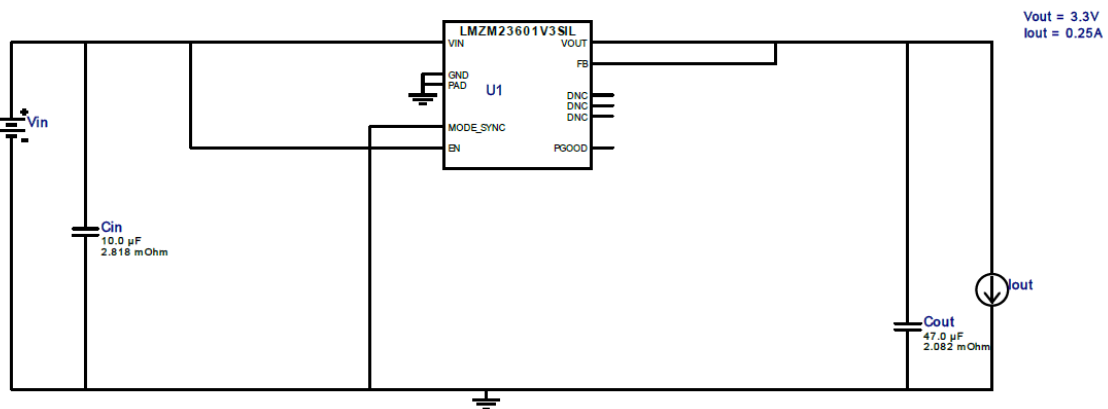 Vout = 3.3V
Iout = 0.25A
LMZM23601V3SIL
VIN
VOUT
FB
GND
PAD
U1
DNC
DNC
DNC
MODE_SYNC
EN
PGOOD
+
Vin
-
Cin
10.0 µF
2.818 mOhm
Iout
Cout
47.0 µF
2.082 mOhm